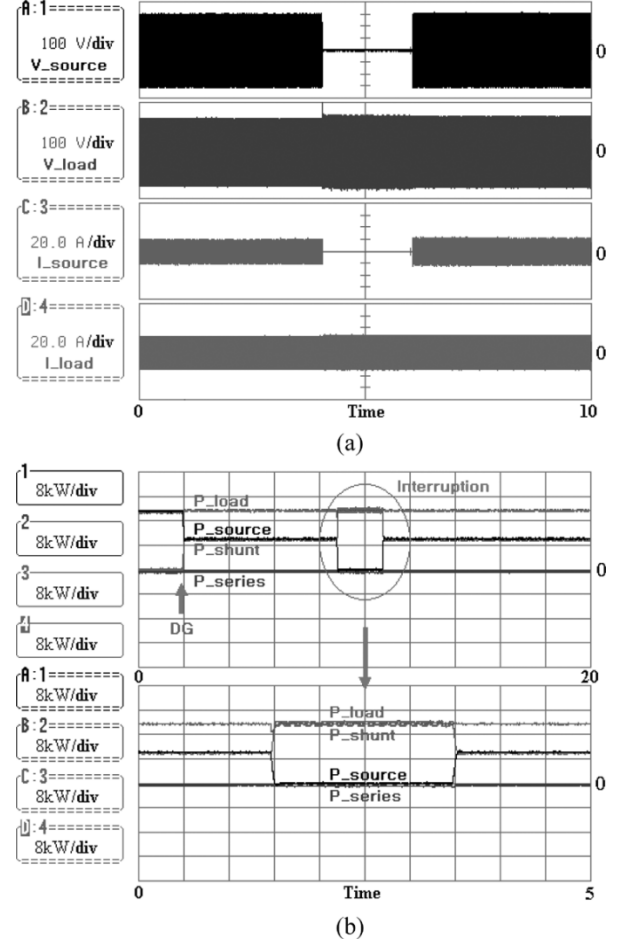 A:1
100 V/div
V_source
0
B:2
100 V/div
V_load
0
C:3
20.0 A/div
I_source
0
D:4
20.0 A/div
I_load
0
0 Time 10
(a)
1
8kW/div
2
8kW/div
3
8kW/div
4
8kW/div
P_load
Interruption
P_source
P_shunt
P_series
0
DG
0 20
A:1
8kW/div
B:2
8kW/div
C:3
8kW/div
D:4
8kW/div
P_load
P_shunt
P_source
P_series
0
0 Time 5
(b)